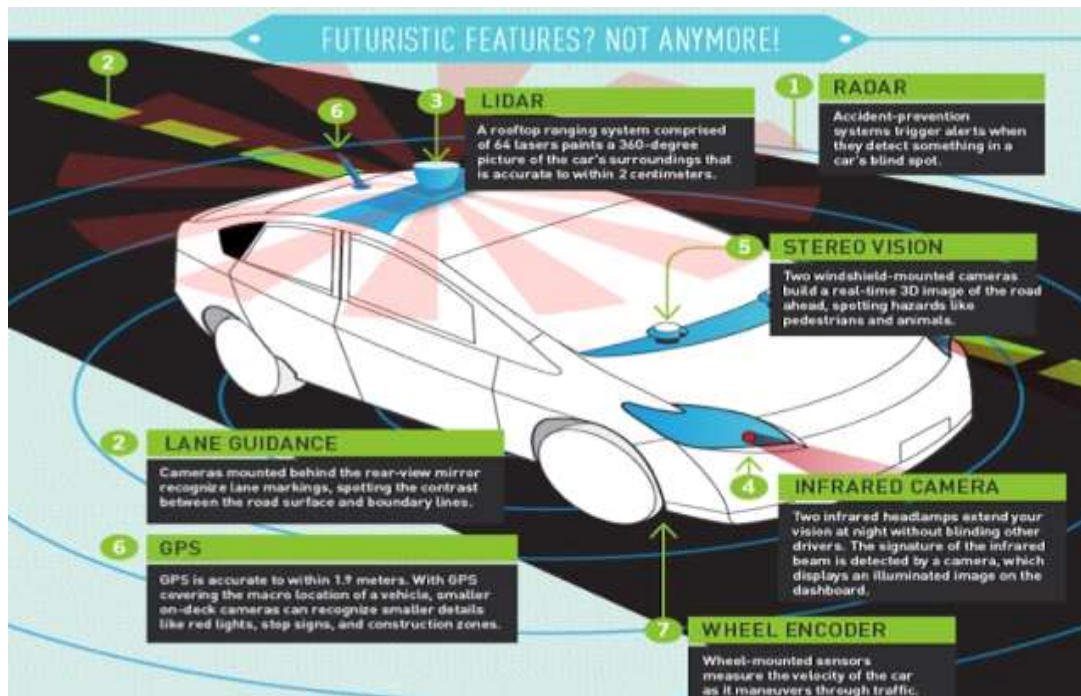 FUTURISTIC FEATURES? NOT ANYMORE!
2
6
3
LIDAR
A rooftop ranging system comprised
of 64 lasers paints a 360-degree
picture of the car's surroundings that
is accurate to within 2 centimeters.
1
RADAR
Accident-prevention
systems trigger alerts when
they detect something in a
car's blind spot.
5
STEREO VISION
Two windshield-mounted cameras
build a real-time 3D image of the road
ahead, spotting hazards like
pedestrians and animals.
2
LANE GUIDANCE
Cameras mounted behind the rear-view mirror
recognize lane markings, spotting the contrast
between the road surface and boundary lines.
4
INFRARED CAMERA
Two infrared headlamps extend your
vision at night without blinding other
drivers. The signature of the infrared
beam is detected by a camera, which
displays an illuminated image on the
dashboard.
6
GPS
GPS is accurate to within 1.9 meters. With GPS
covering the macro location of a vehicle, smaller
on-deck cameras can recognize smaller details
like red lights, stop signs, and construction zones.
7
WHEEL ENCODER
Wheel-mounted sensors
measure the velocity of the car
as it maneuvers through traffic.